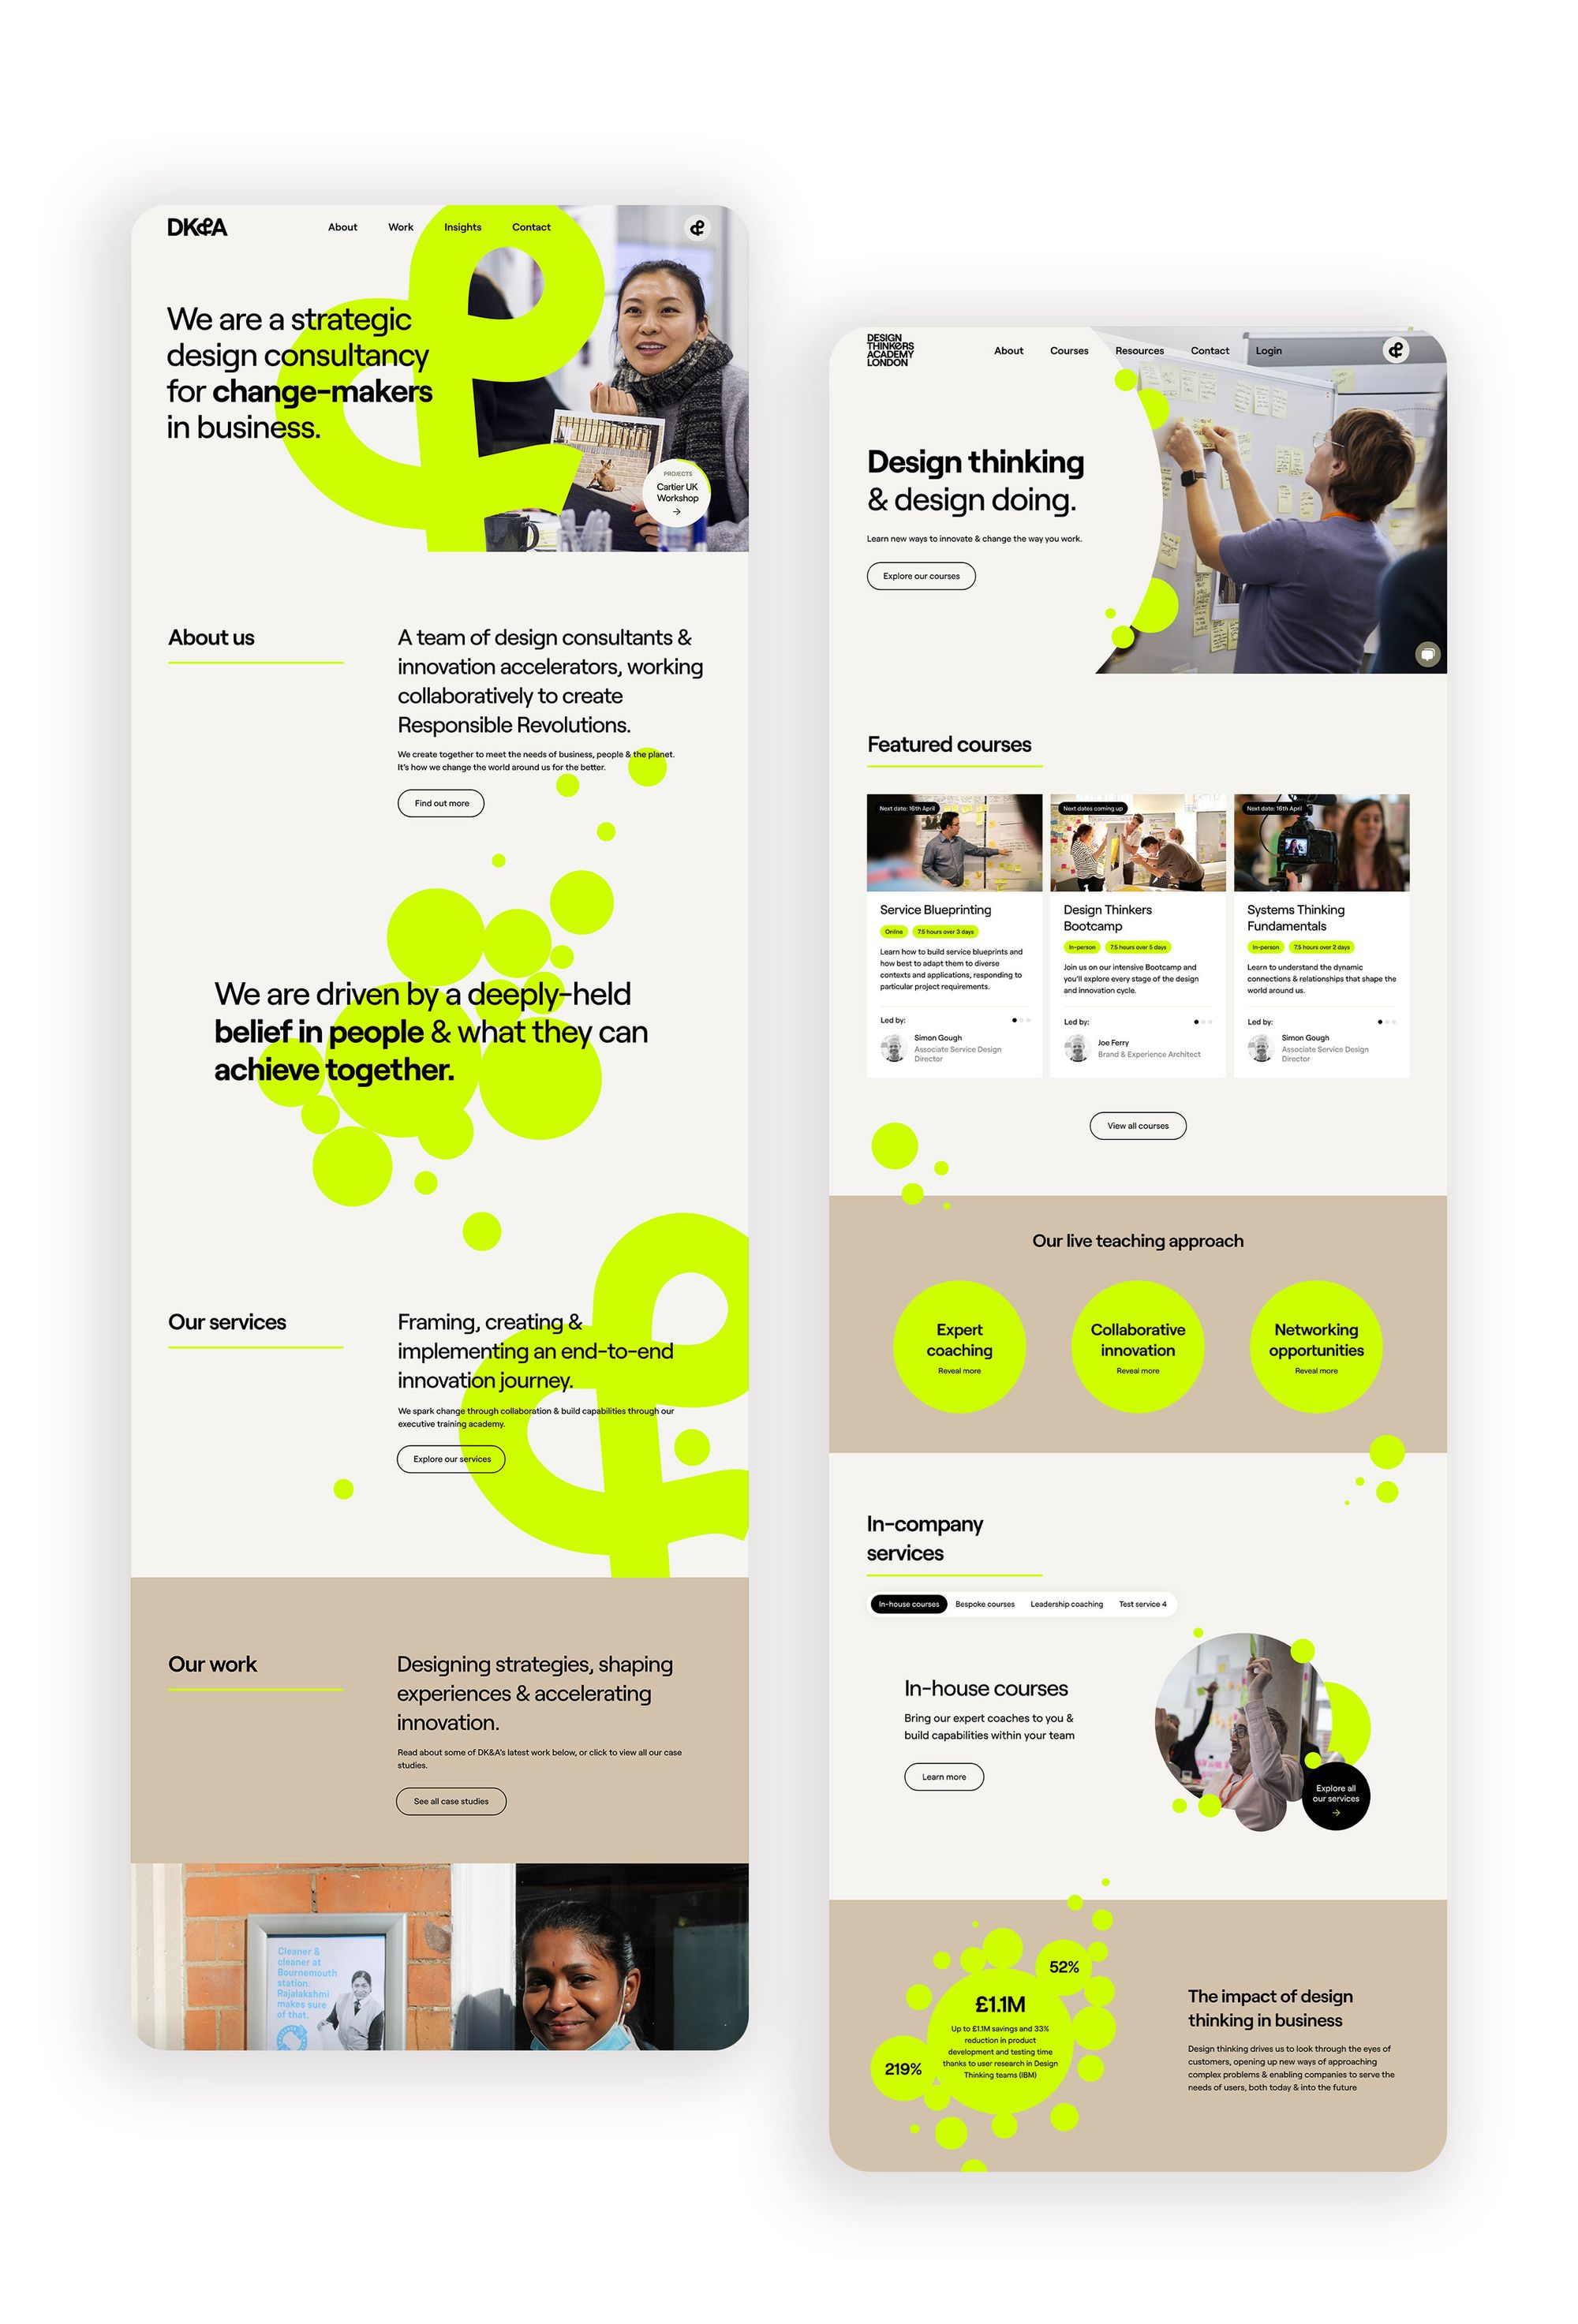 DK&A
About
Work
Insights
Contact
&
We are a strategic
design consultancy
for change-makers
in business.
PROJECTS
Cartier UK
Workshop
→
About us
A team of design consultants &
innovation accelerators, working
collaboratively to create
Responsible Revolutions.
We create together to meet the needs of business, people & the planet.
It's how we change the world around us for the better.
Find out more
We are driven by a deeply-held
belief in people & what they can
achieve together.
Our services
Framing, creating &
implementing an end-to-end
innovation journey.
We spark change through collaboration & build capabilities through our
executive training academy.
Explore our services
Our work
Designing strategies, shaping
experiences & accelerating
innovation.
Read about some of DK&A's latest work below, or click to view all our case
studies.
See all case studies
Cleaner &
cleaner at
Bournemouth
station.
Rajalakshmi
makes sure
of that.
DESIGN
THINKERS
ACADEMY
LONDON
About
Courses
Resources
Contact
Login
&
Design thinking
& design doing.
Learn new ways to innovate & change the way you work.
Explore our courses
Featured courses
Next date: 16th April
Service Blueprinting
Online
7.5 hours over 3 days
Learn how to build service blueprints and
how best to adapt them to diverse
contexts and applications, responding to
particular project requirements.
Led by:
Simon Gough
Associate Service Design
Director
Next dates coming up
Design Thinkers
Bootcamp
In-person
7.5 hours over 5 days
Join us on our intensive Bootcamp and
you'll explore every stage of the design
and innovation cycle.
Led by:
Joe Ferry
Brand & Experience Architect
Next date: 16th April
Systems Thinking
Fundamentals
In-person
7.5 hours over 2 days
Learn to understand the dynamic
connections & relationships that shape the
world around us.
Led by:
Simon Gough
Associate Service Design
Director
View all courses
Our live teaching approach
Expert
coaching
Reveal more
Collaborative
innovation
Reveal more
Networking
opportunities
Reveal more
In-company
services
In-house courses
Bespoke courses
Leadership coaching
Test service 4
In-house courses
Bring our expert coaches to you &
build capabilities within your team
Learn more
Explore all
our services
→
52%
£1.1M
Up to £1.1M savings and 33%
reduction in product
development and testing time
thanks to user research in Design
Thinking teams (IBM)
219%
The impact of design
thinking in business
Design thinking drives us to look through the eyes of
customers, opening up new ways of approaching
complex problems & enabling companies to serve the
needs of users, both today & into the future